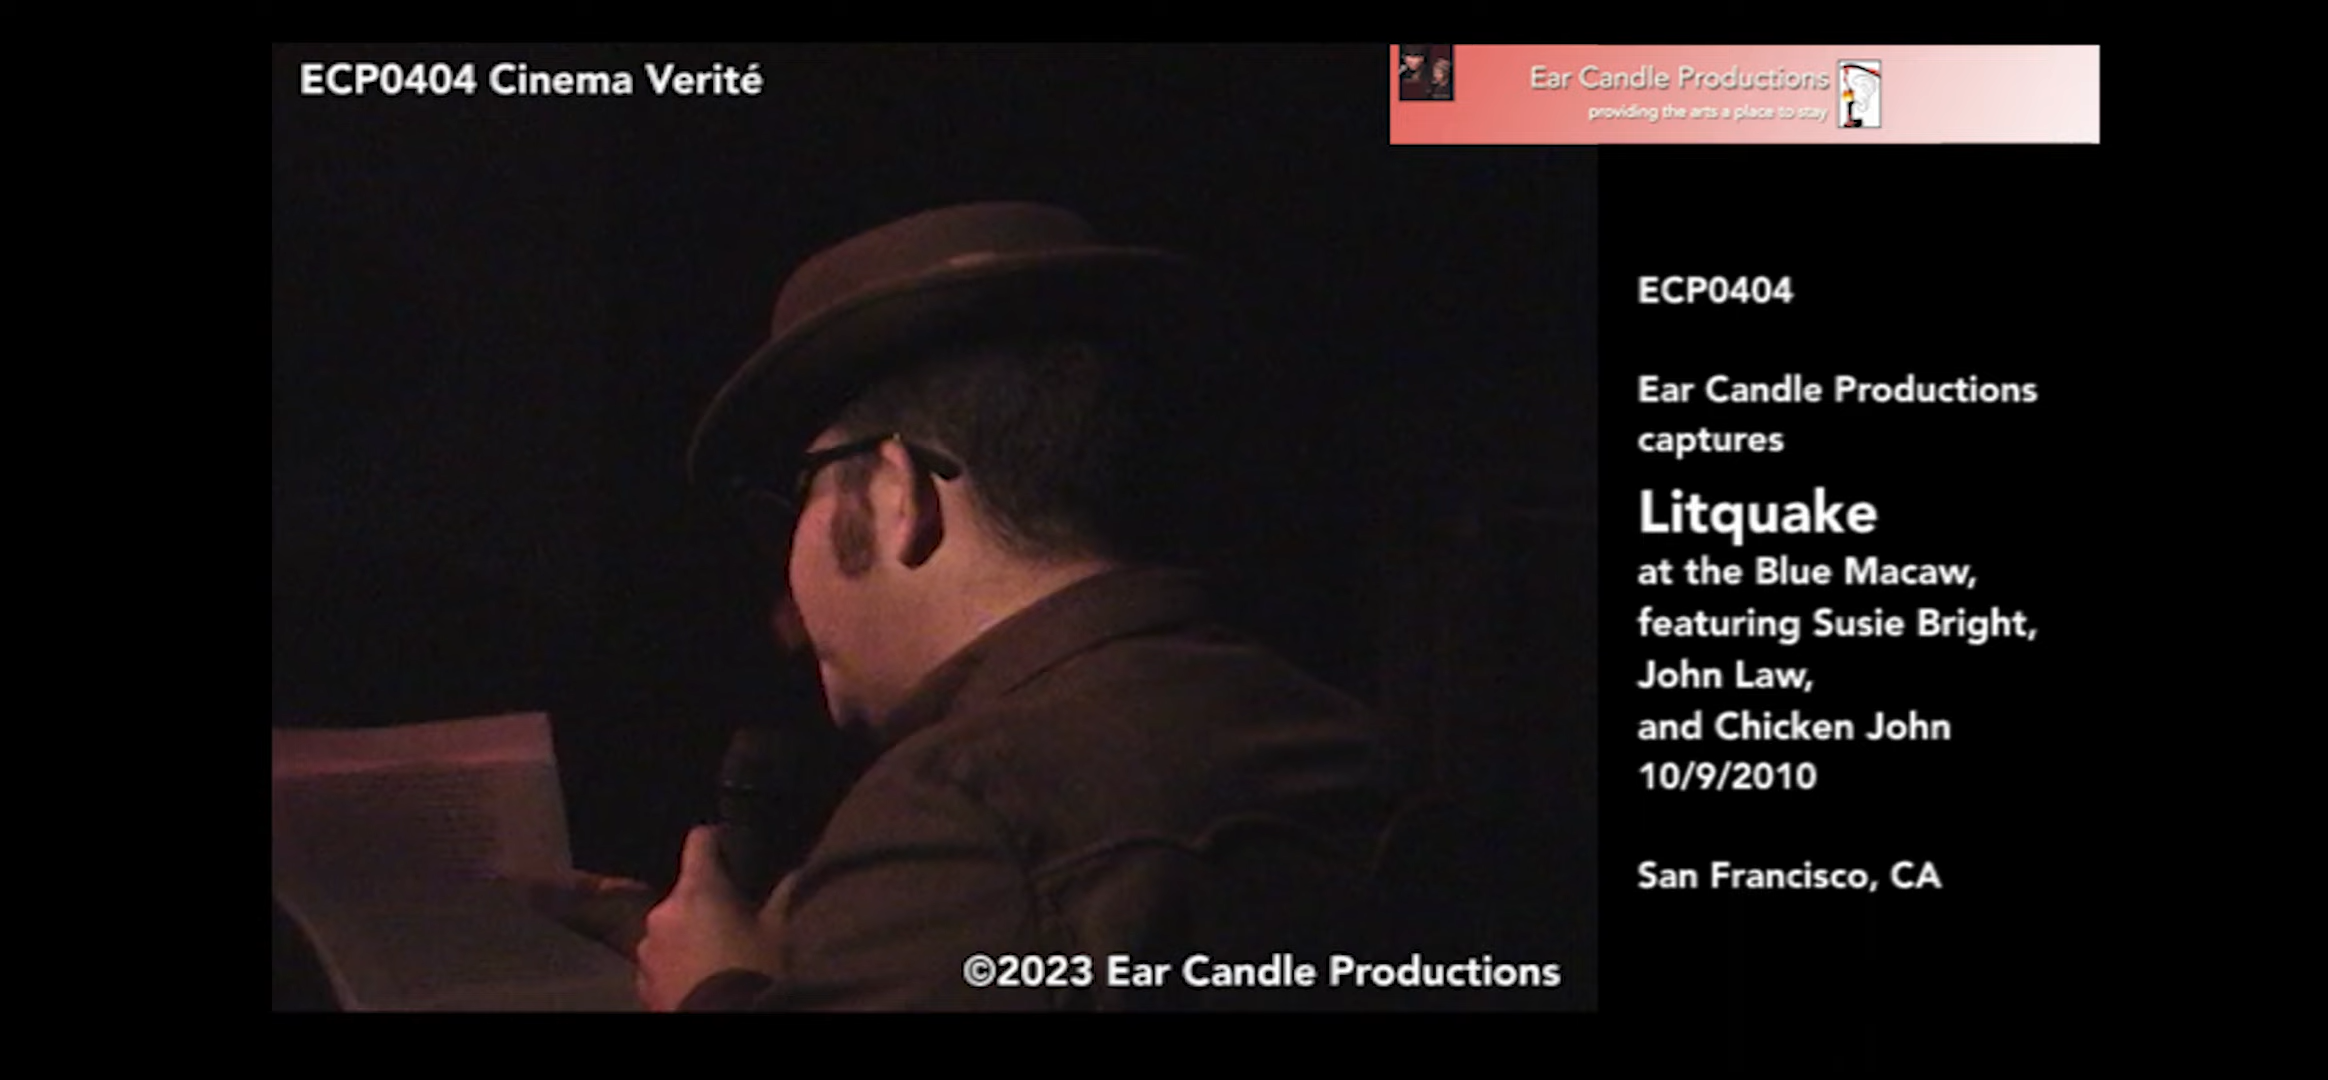 ECP0404 Cinema Verité
Ear Candle Productions
providing the arts a place to stay
ECP0404
Ear Candle Productions
captures
Litquake
at the Blue Macaw,
featuring Susie Bright,
John Law,
and Chicken John
10/9/2010
San Francisco, CA
©2023 Ear Candle Productions